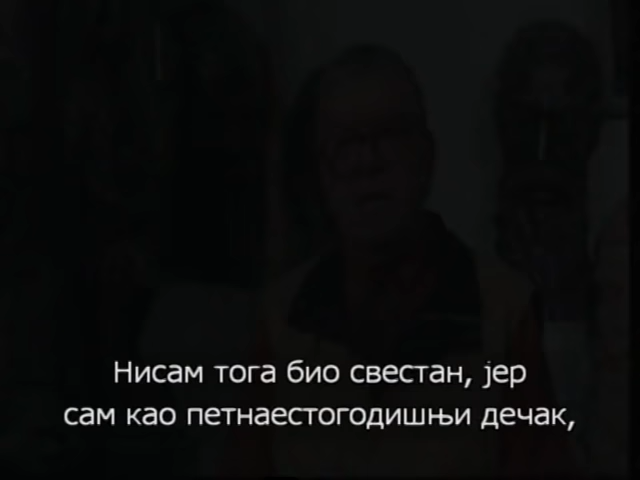 Нисам тога био свестан, јер
сам као петнаестогодишњи дечак,